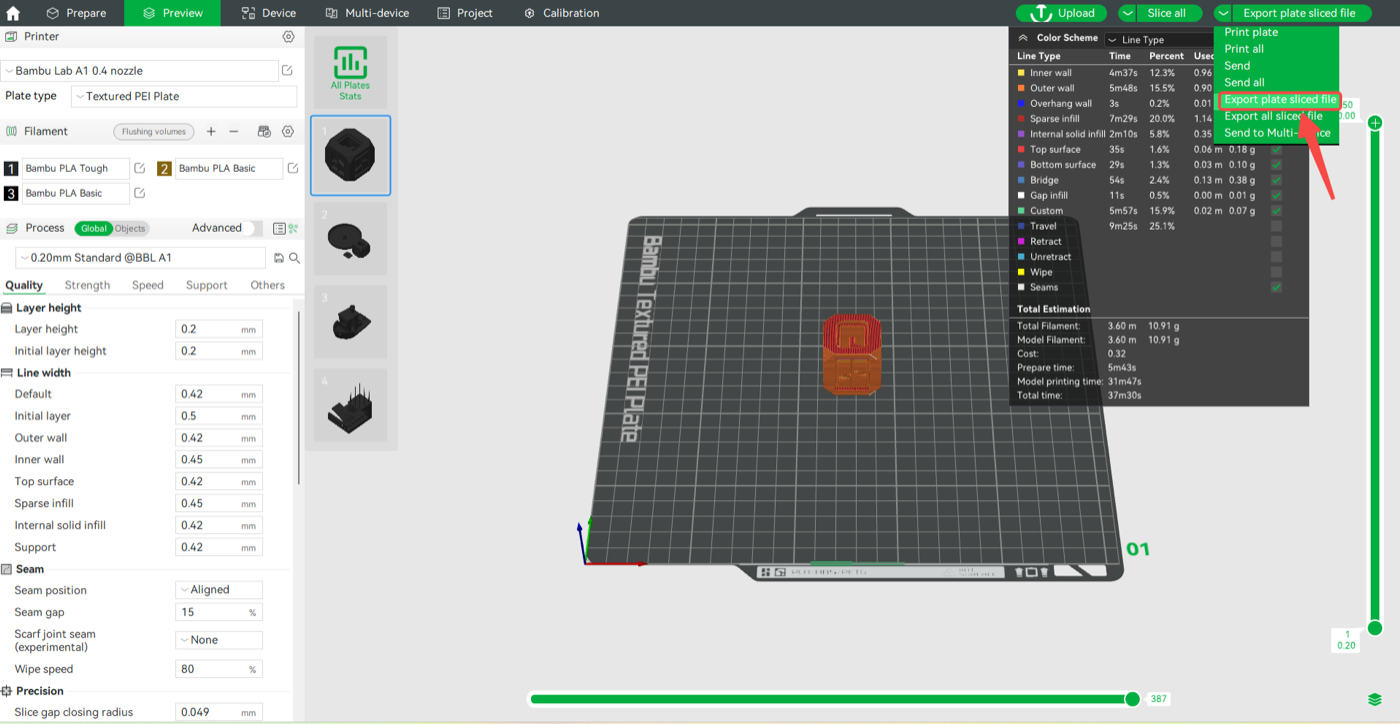 Prepare
Preview
Device
Multi-device
Project
Calibration
Upload
Slice all
Export plate sliced file
Printer
Bambu Lab A1 0.4 nozzle
Plate type
Textured PEI Plate
Filament
Flushing volumes
1
Bambu PLA Tough
2
Bambu PLA Basic
3
Bambu PLA Basic
Process
Global
Objects
Advanced
0.20mm Standard @BBL A1
Quality
Strength
Speed
Support
Others
Layer height
Layer height 0.2 mm
Initial layer height 0.2 mm
Line width
Default 0.42 mm
Initial layer 0.5 mm
Outer wall 0.42 mm
Inner wall 0.45 mm
Top surface 0.42 mm
Sparse infill 0.45 mm
Internal solid infill 0.42 mm
Support 0.42 mm
Seam
Seam position Aligned
Seam gap 15 %
Scarf joint seam
(experimental) None
Wipe speed 80 %
Precision
Slice gap closing radius 0.049 mm
All Plates
Stats
1
2
3
4
Bambu Textured PEI Plate
01
Color Scheme
Line Type
Line Type Time Percent Used
Inner wall 4m37s 12.3% 0.96
Outer wall 5m48s 15.5% 0.90
Overhang wall 3s 0.2% 0.01
Sparse infill 7m29s 20.0% 1.14
Internal solid infill 2m10s 5.8% 0.35
Top surface 35s 1.6% 0.06 m 0.18 g
Bottom surface 29s 1.3% 0.03 m 0.10 g
Bridge 54s 2.4% 0.13 m 0.38 g
Gap infill 11s 0.5% 0.00 m 0.01 g
Custom 5m57s 15.9% 0.02 m 0.07 g
Travel 9m25s 25.1%
Retract
Unretract
Wipe
Seams
Total Estimation
Total Filament: 3.60 m 10.91 g
Model Filament: 3.60 m 10.91 g
Cost: 0.32
Prepare time: 5m43s
Model printing time: 31m47s
Total time: 37m30s
Print plate
Print all
Send
Send all
Export plate sliced file
Export all sliced file
Send to Multi-
50
0.00
1
0.20
387